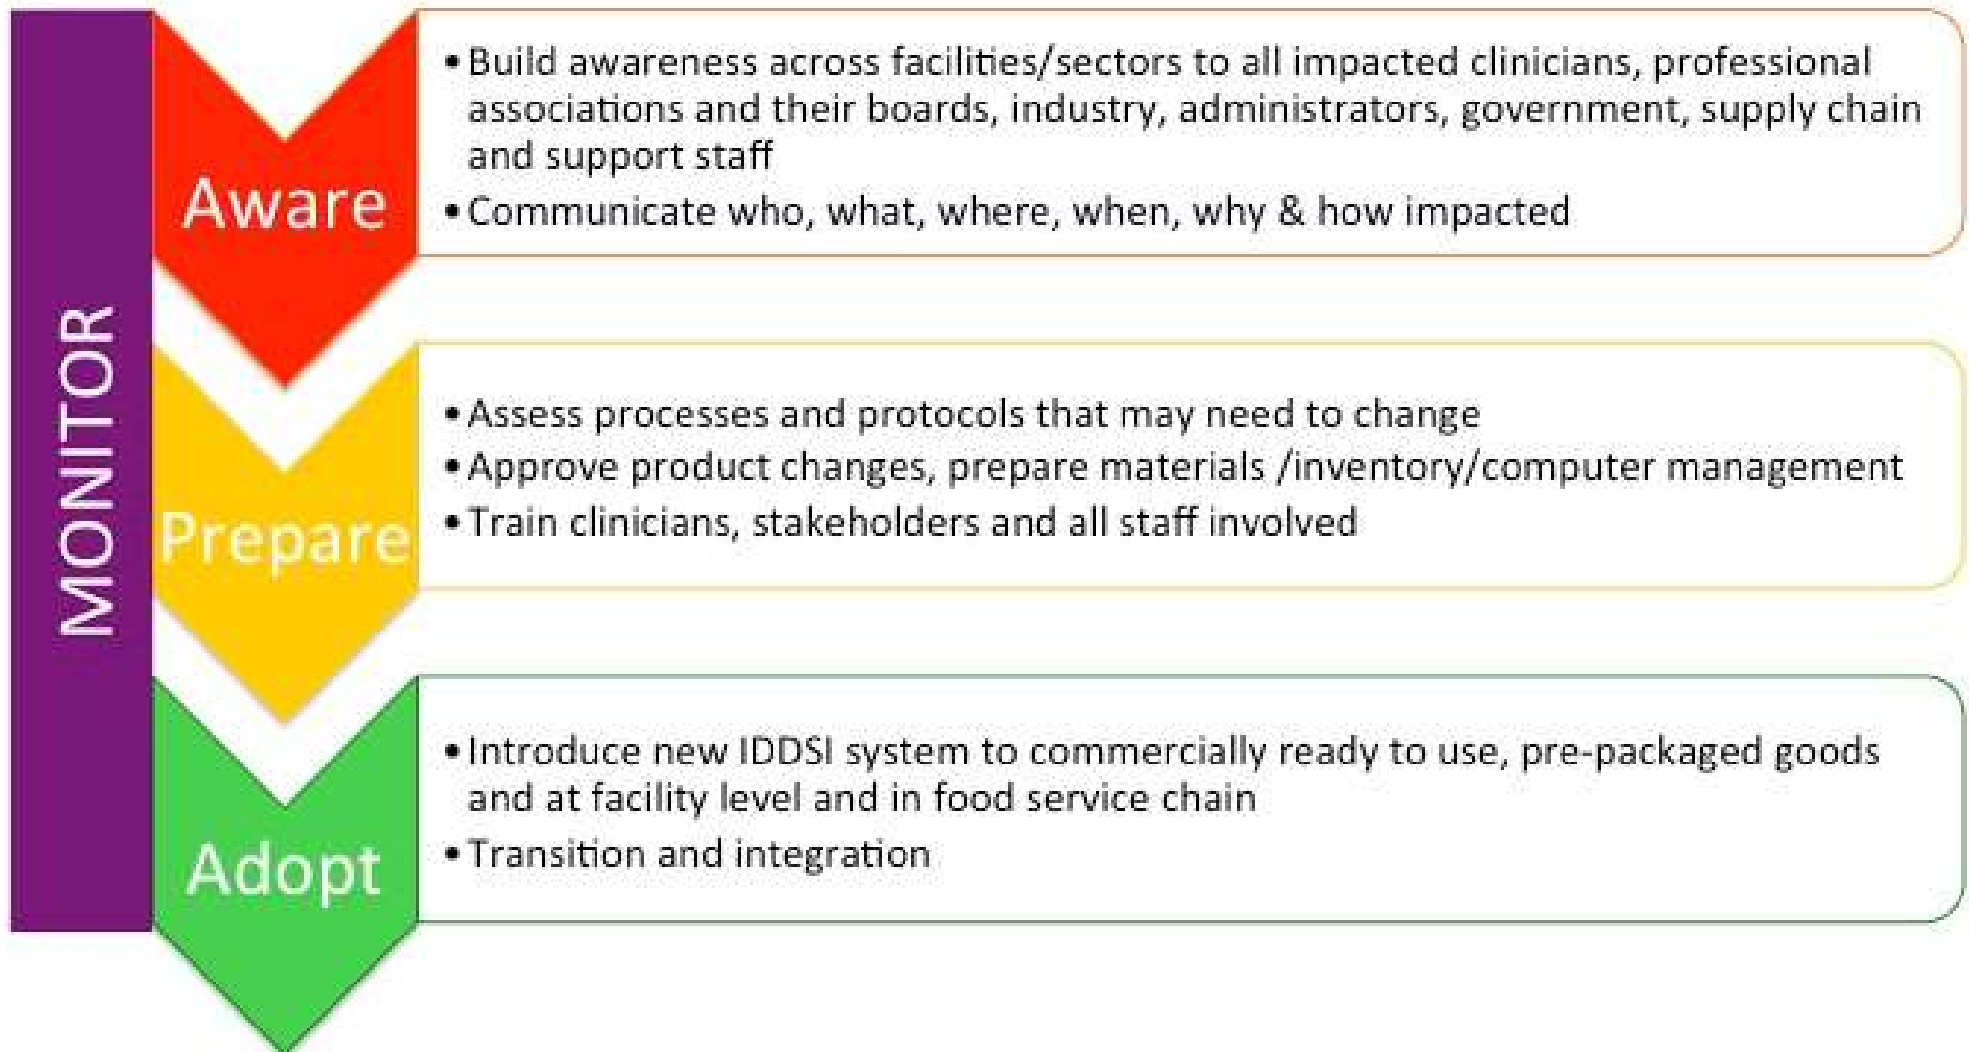 MONITOR
Aware
• Build awareness across facilities/sectors to all impacted clinicians, professional
associations and their boards, industry, administrators, government, supply chain
and support staff
• Communicate who, what, where, when, why & how impacted
Prepare
• Assess processes and protocols that may need to change
• Approve product changes, prepare materials /inventory/computer management
• Train clinicians, stakeholders and all staff involved
Adopt
• Introduce new IDDSI system to commercially ready to use, pre-packaged goods
and at facility level and in food service chain
• Transition and integration